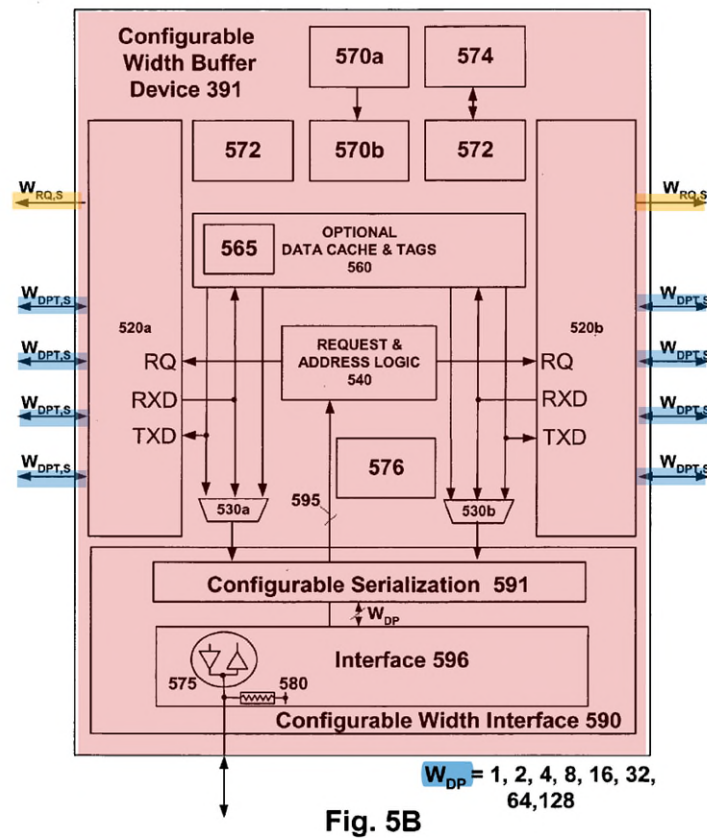 Configurable
Width Buffer
Device 391
570a
574
572
570b
572
W_RQ,S
W_RQ,S
OPTIONAL
565
DATA CACHE & TAGS
560
W_DPT,S
W_DPT,S
520a
520b
W_DPT,S
W_DPT,S
REQUEST &
ADDRESS LOGIC
540
RQ
RQ
RXD
RXD
W_DPT,S
W_DPT,S
TXD
TXD
W_DPT,S
W_DPT,S
576
595
530a
530b
Configurable Serialization 591
W_DP
Interface 596
575
580
Configurable Width Interface 590
W_DP = 1, 2, 4, 8, 16, 32,
64,128
Fig. 5B